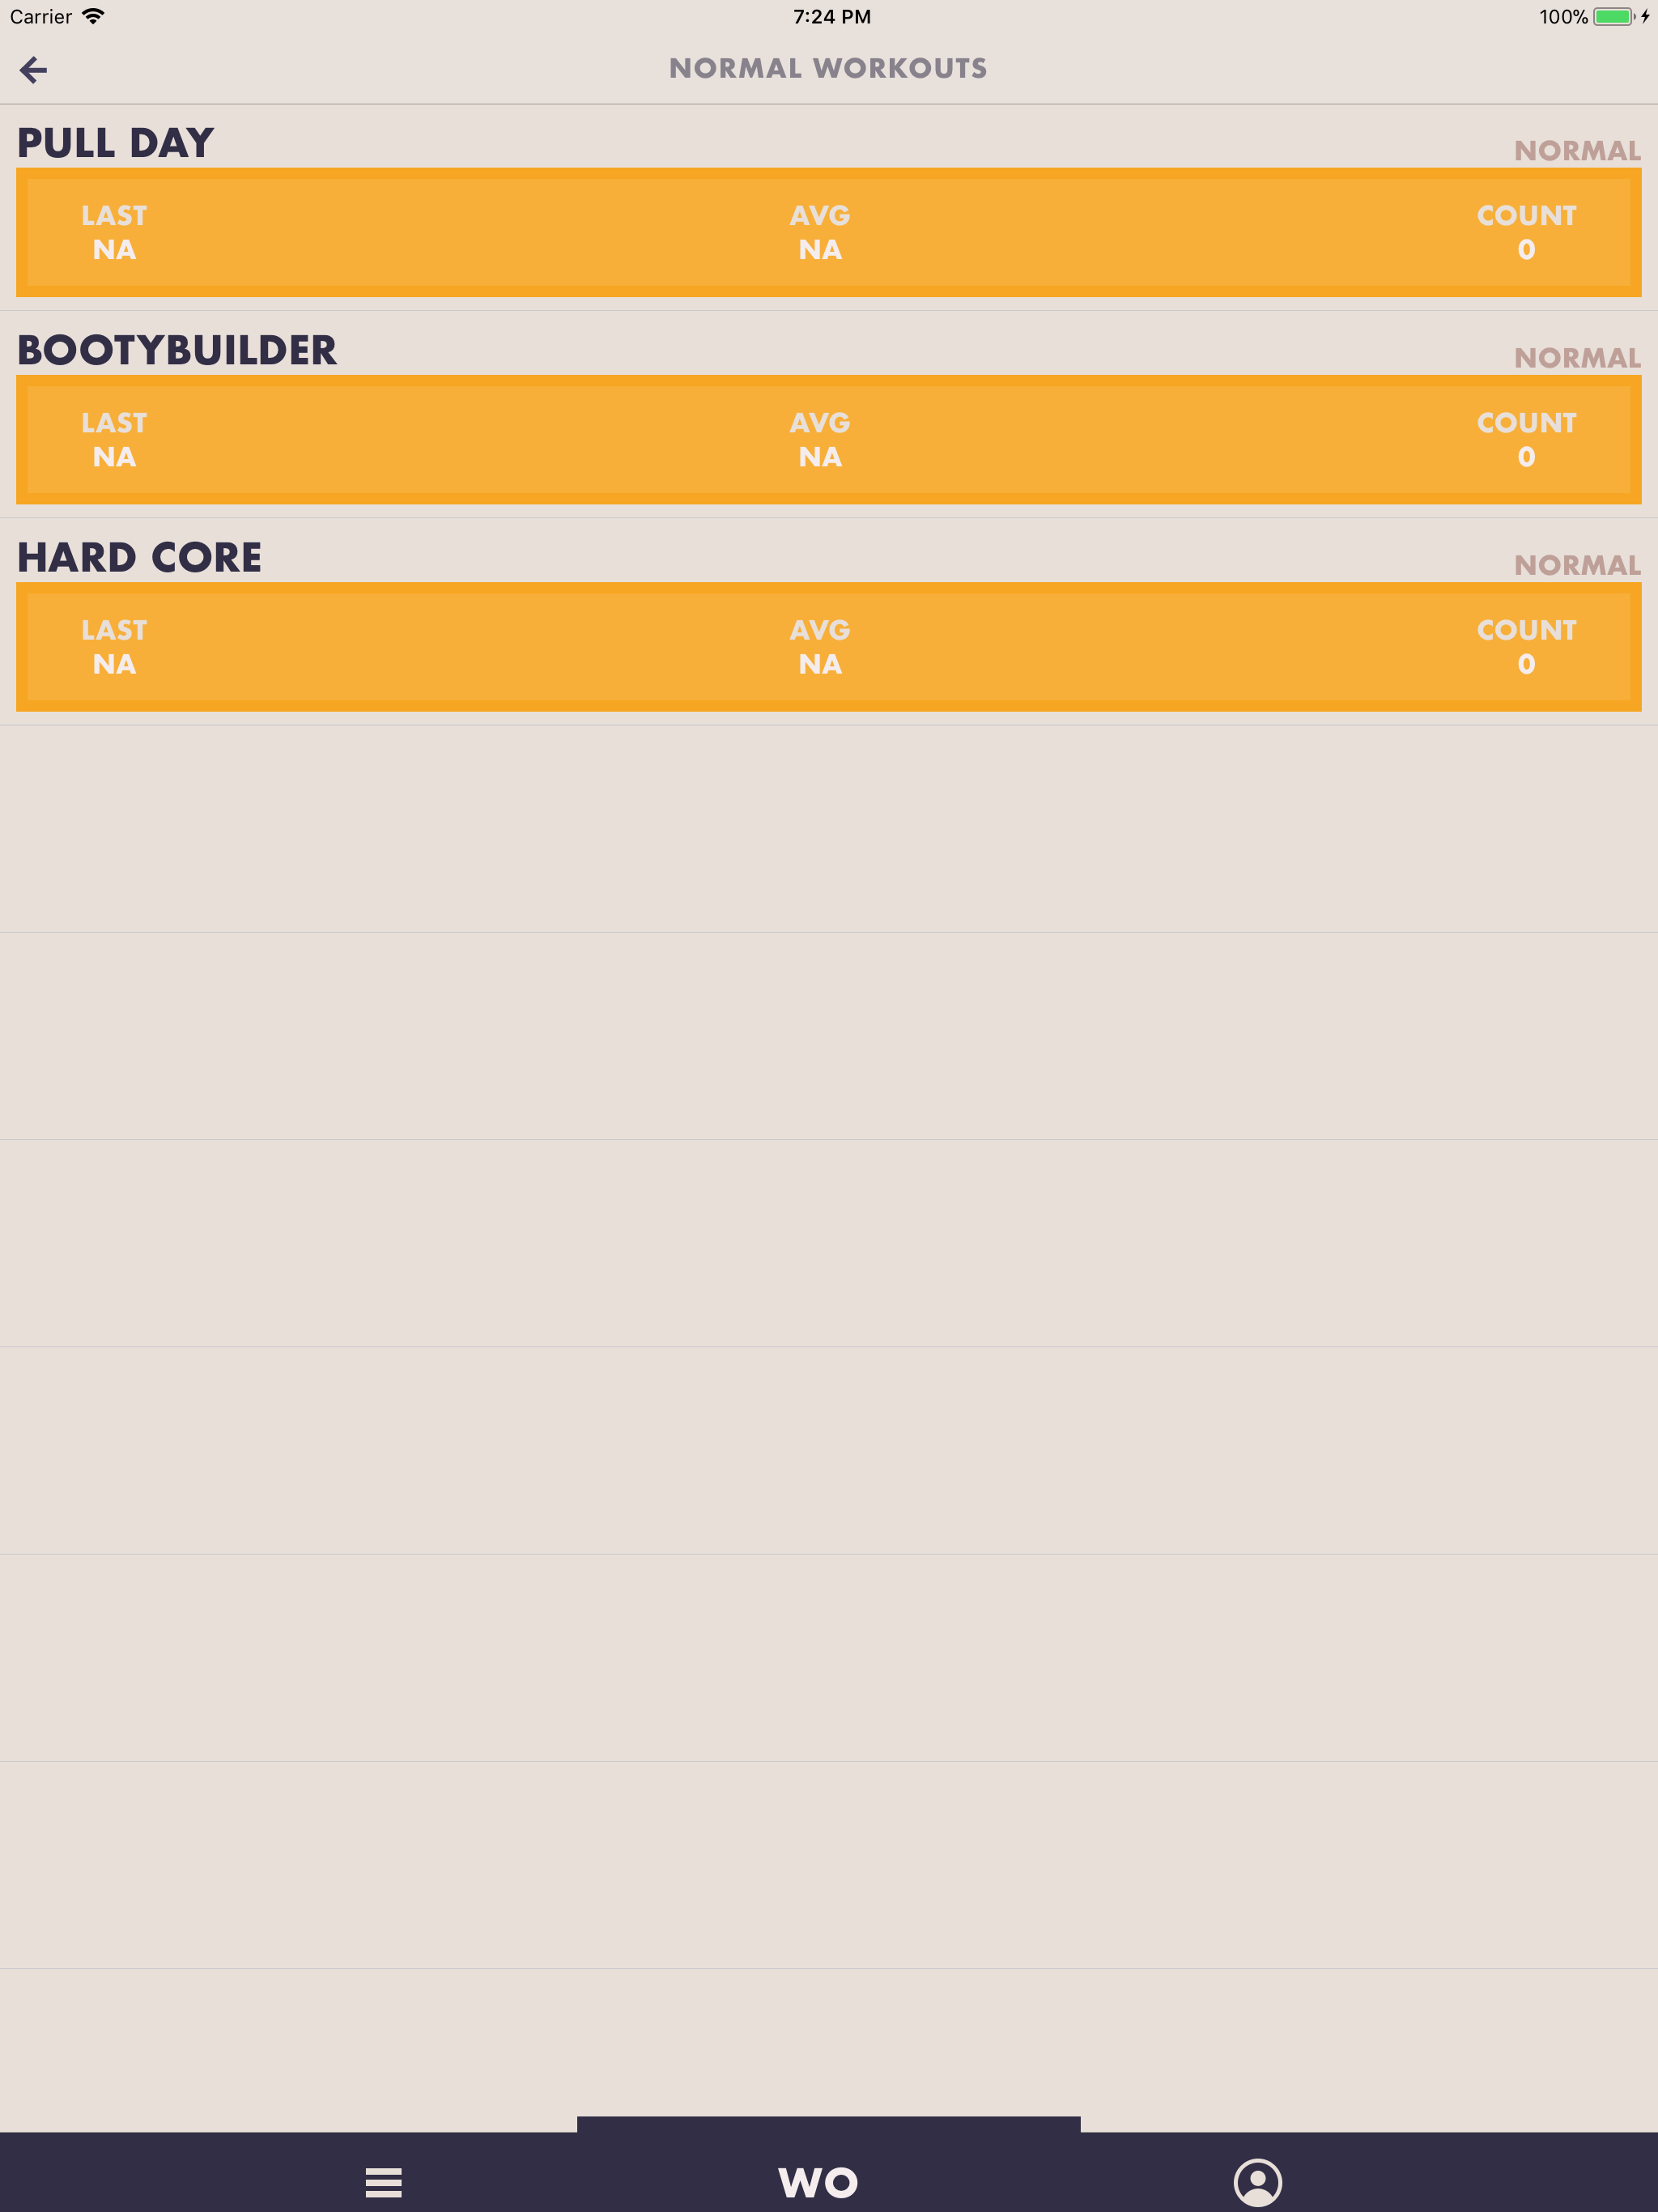 Carrier 7:24 PM 100%
NORMAL WORKOUTS
PULL DAY NORMAL
LAST AVG COUNT
NA NA 0
BOOTYBUILDER NORMAL
LAST AVG COUNT
NA NA 0
HARD CORE NORMAL
LAST AVG COUNT
NA NA 0
WO